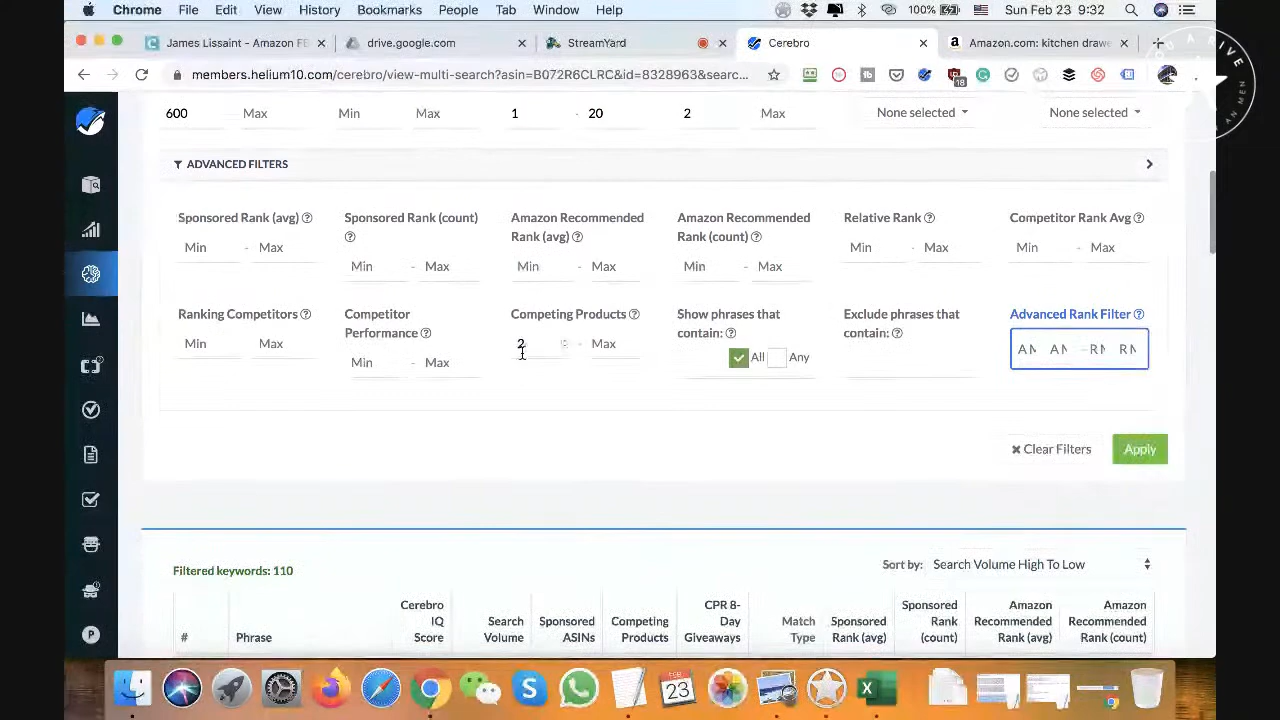 Chrome File Edit View History Bookmarks People Tab Window Help 100% Sun Feb 23 9:32
James Lissaint - Amazon FB drive.google.com StreamYard Cerebro Amazon.com: kitchen drawe
members.helium10.com/cerebro/view-multi-search?asin=B072R6CLRC&id=8328963&searc...
18
600 Max Min Max 1 - 20 2 Max None selected None selected
ADVANCED FILTERS
Sponsored Rank (avg) Sponsored Rank (count) Amazon Recommended Rank (avg) Amazon Recommended Rank (count) Relative Rank Competitor Rank Avg
Min - Max Min - Max Min - Max Min - Max Min - Max Min - Max
Ranking Competitors Competitor Performance Competing Products Show phrases that contain: Exclude phrases that contain: Advanced Rank Filter
Min Max Min - Max 2 - Max All Any
Clear Filters Apply
Filtered keywords: 110 Sort by: Search Volume High To Low
# Phrase Cerebro IQ Score Search Volume Sponsored ASINs Competing Products CPR 8-Day Giveaways Match Type Sponsored Rank (avg) Sponsored Rank (count) Amazon Recommended Rank (avg) Amazon Recommended Rank (count)
P
FEB
23